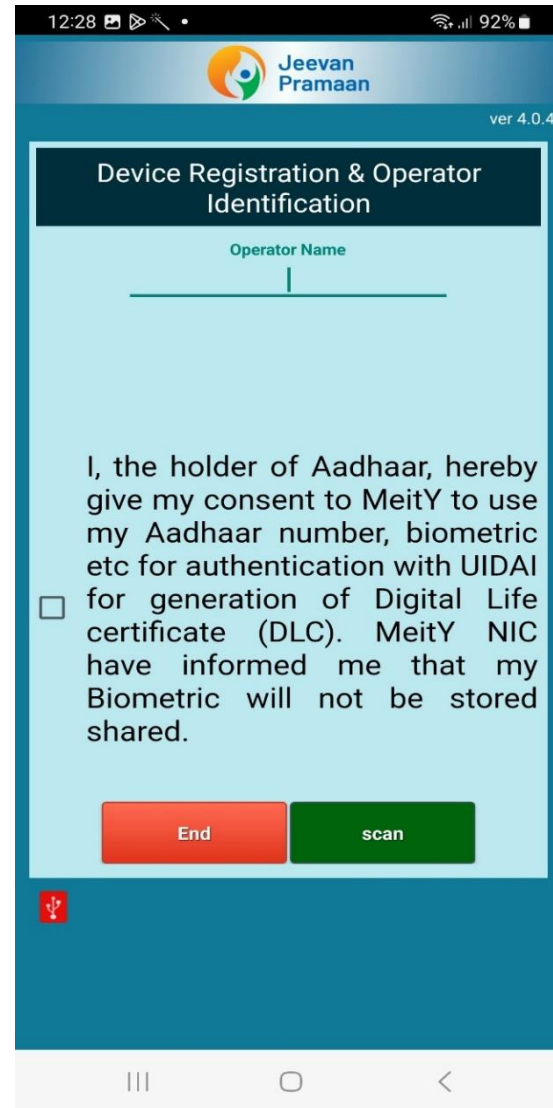 12:28
92%
Jeevan
Pramaan
ver 4.0.4
Device Registration & Operator
Identification
Operator Name
I, the holder of Aadhaar, hereby
give my consent to MeitY to use
my Aadhaar number, biometric
etc for authentication with UIDAI
for generation of Digital Life
certificate (DLC). MeitY NIC
have informed me that my
Biometric will not be stored
shared.
End
scan